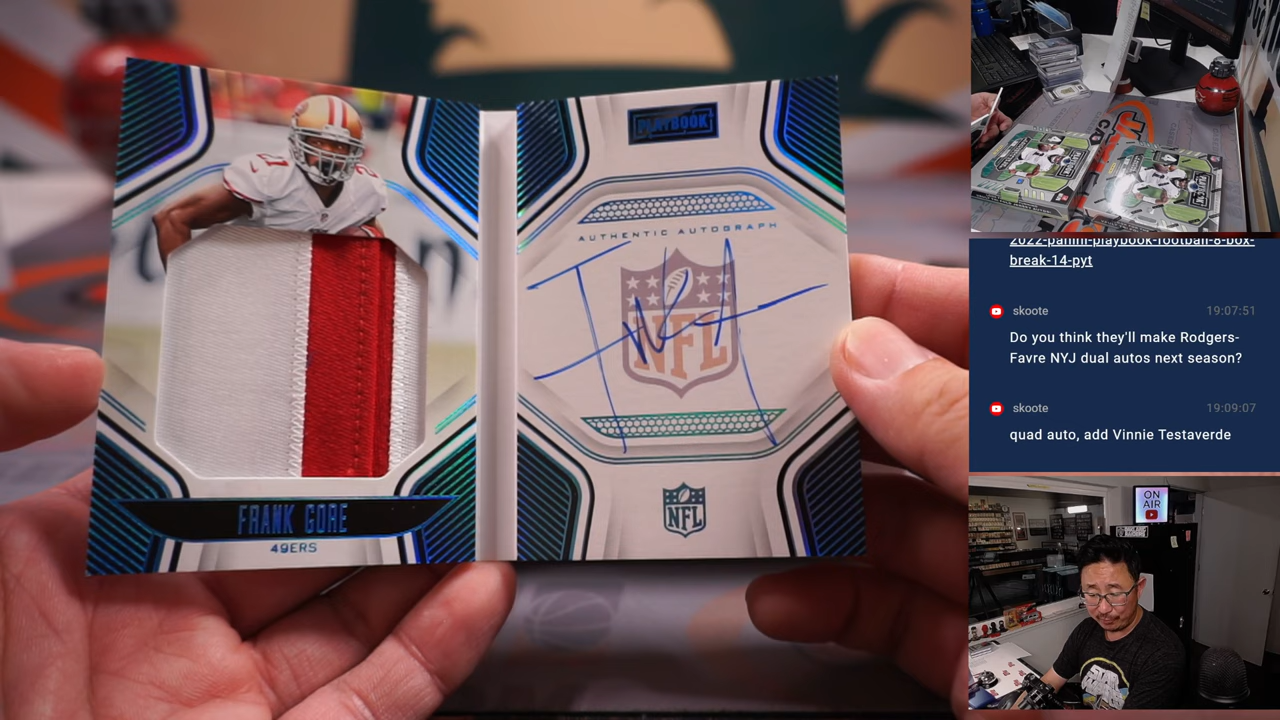 21
PLAYBOOK
AUTHENTIC AUTOGRAPH
NFL
FRANK GORE
49ERS
NFL
2022-panini-playbook-football-8-box-
break-14-pyt
skoote 19:07:51
Do you think they'll make Rodgers-
Favre NYJ dual autos next season?
skoote 19:09:07
quad auto, add Vinnie Testaverde
ON
AIR